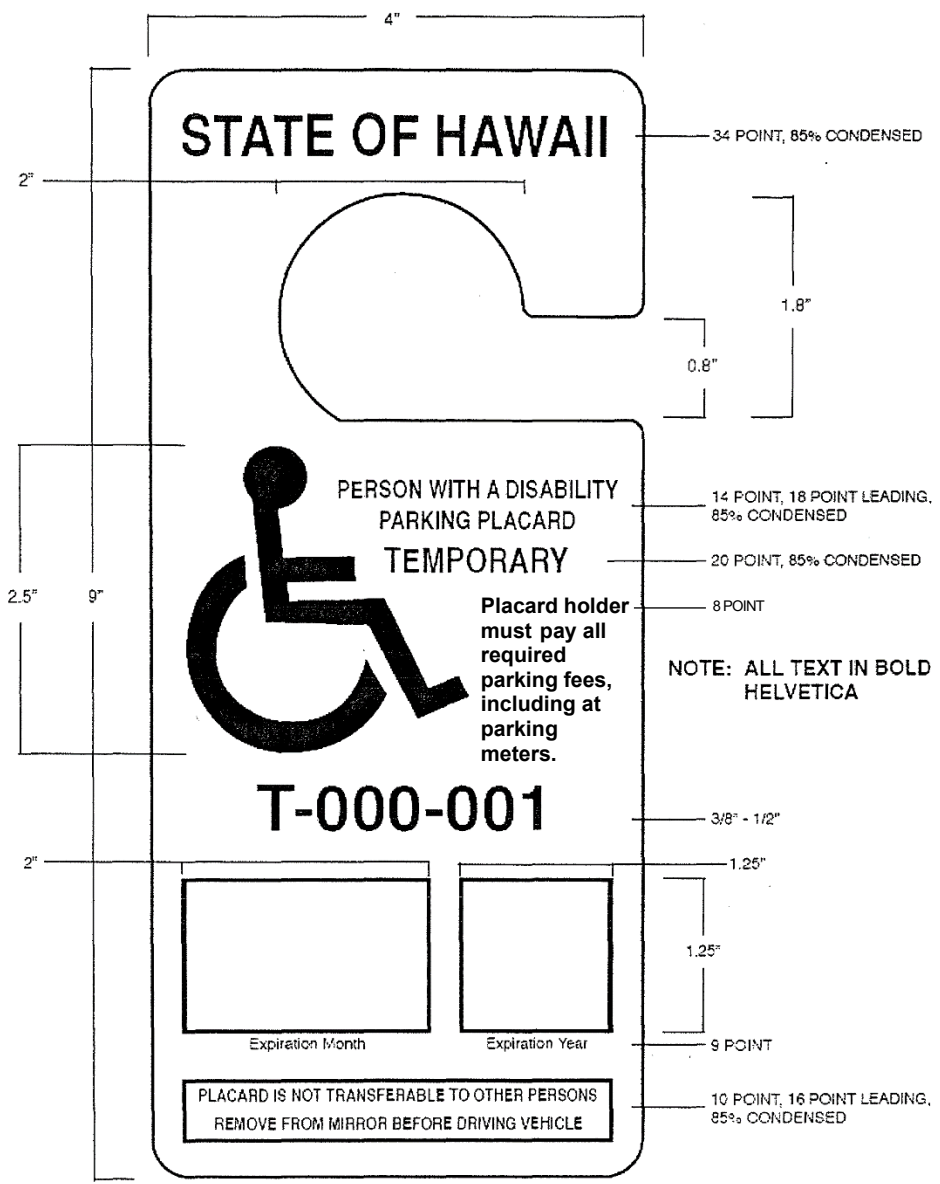 4"
STATE OF HAWAII
34 POINT, 85% CONDENSED
2"
1.8"
0.8"
PERSON WITH A DISABILITY
PARKING PLACARD
14 POINT, 18 POINT LEADING,
85% CONDENSED
TEMPORARY
20 POINT, 85% CONDENSED
2.5"
9"
Placard holder
must pay all
required
parking fees,
including at
parking
meters.
8 POINT
NOTE: ALL TEXT IN BOLD
HELVETICA
T-000-001
3/8" - 1/2"
2"
1.25"
1.25"
Expiration Month
Expiration Year
9 POINT
PLACARD IS NOT TRANSFERABLE TO OTHER PERSONS
REMOVE FROM MIRROR BEFORE DRIVING VEHICLE
10 POINT, 16 POINT LEADING,
85% CONDENSED